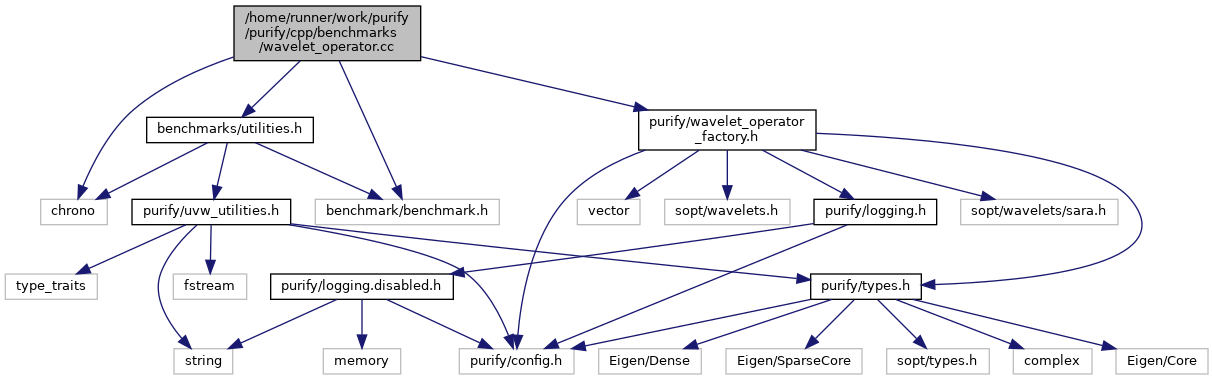 /home/runner/work/purify
/purify/cpp/benchmarks
/wavelet_operator.cc
benchmarks/utilities.h
purify/wavelet_operator
_factory.h
chrono
purify/uvw_utilities.h
benchmark/benchmark.h
vector
sopt/wavelets.h
purify/logging.h
sopt/wavelets/sara.h
type_traits
fstream
purify/logging.disabled.h
purify/types.h
string
memory
purify/config.h
Eigen/Dense
Eigen/SparseCore
sopt/types.h
complex
Eigen/Core